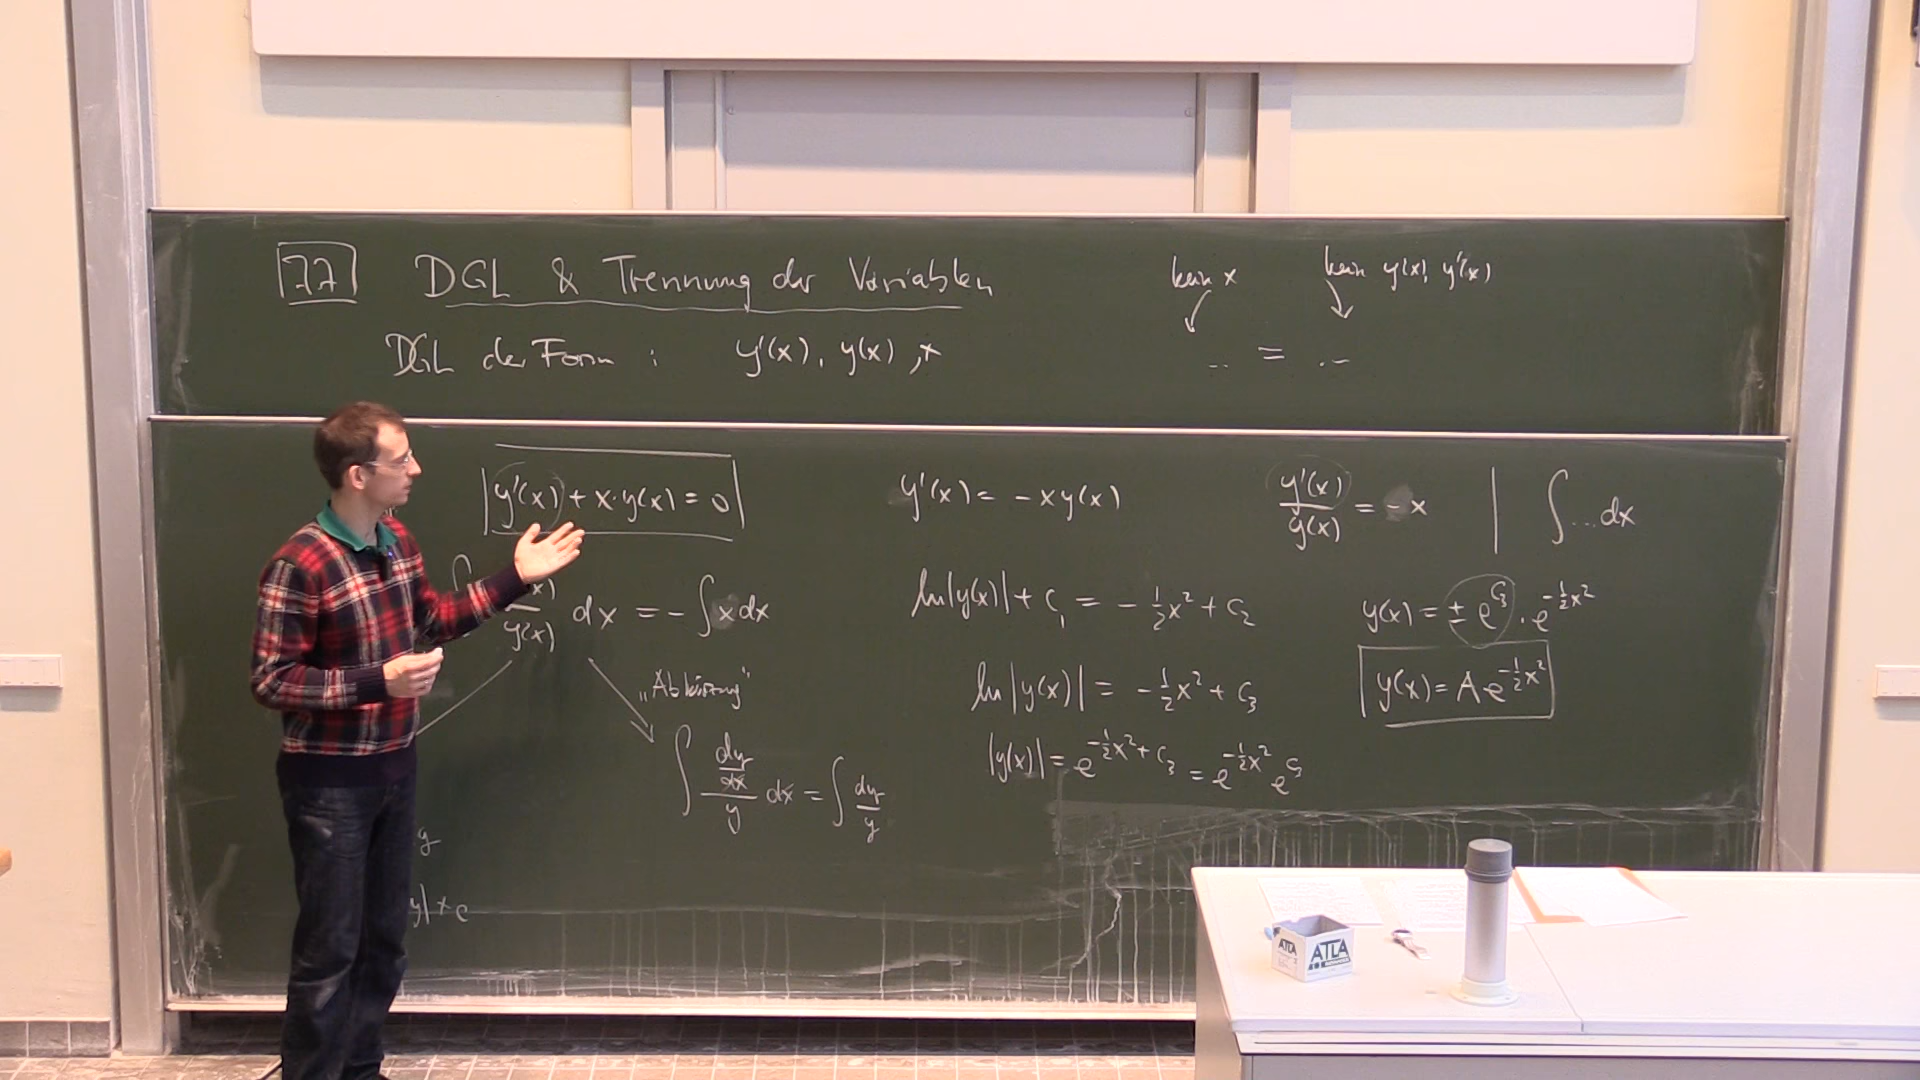 77 DGL & Trennung der Variablen
kein x kein y(x), y'(x)
DGL der Form : y'(x), y(x), x
.. = ..
y'(x) + x·y(x) = 0
y'(x) = - x y(x)
y'(x)/y(x) = - x | ∫ ... dx
x)/y(x) dx = - ∫ x dx
ln|y(x)| + C₁ = - ½x² + C₂
y(x) = ± e^C₃ · e^(-½x²)
"Ableitung"
ln|y(x)| = - ½x² + C₃
y(x) = A e^(-½x²)
∫ (dy/dx)/y dx = ∫ dy/y
|y(x)| = e^(-½x² + C₃) = e^(-½x²) e^C₃
y
y| + c
ATLA
ATLA